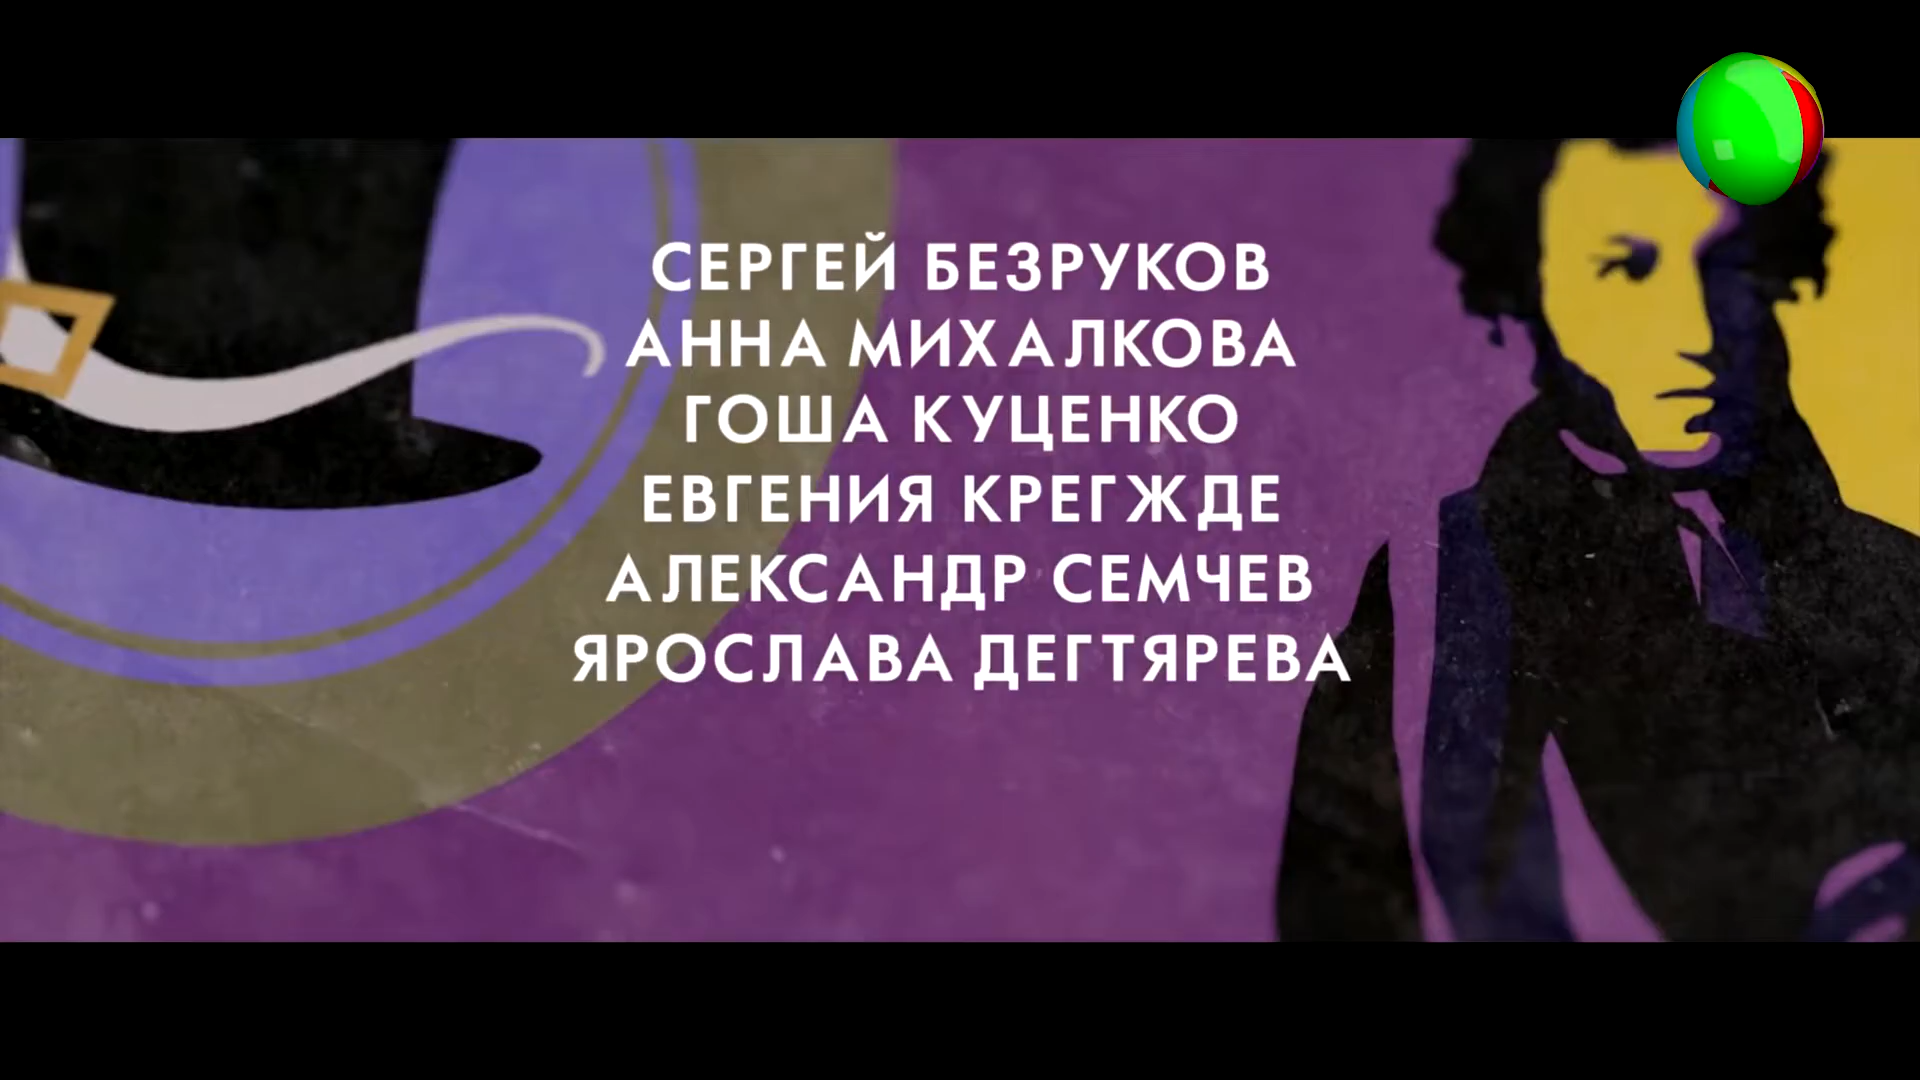 СЕРГЕЙ БЕЗРУКОВ
АННА МИХАЛКОВА
ГОША КУЦЕНКО
ЕВГЕНИЯ КРЕГЖДЕ
АЛЕКСАНДР СЕМЧЕВ
ЯРОСЛАВА ДЕГТЯРЕВА